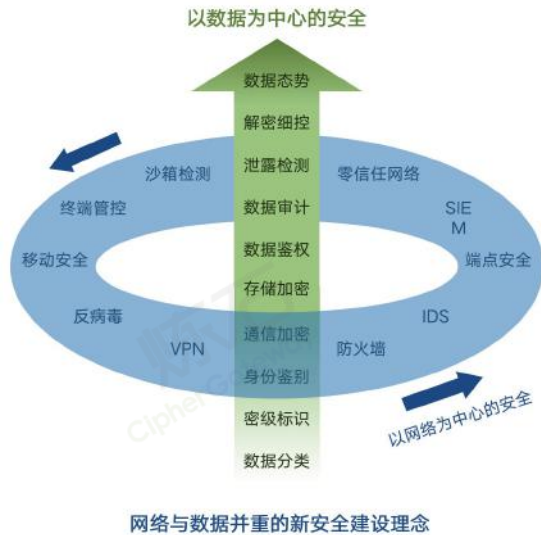 以数据为中心的安全
数据态势
解密细控
沙箱检测
泄露检测
零信任网络
终端管控
数据审计
SIE
M
移动安全
数据鉴权
端点安全
存储加密
反病毒
通信加密
IDS
VPN
防火墙
身份鉴别
密级标识
以网络为中心的安全
数据分类
炼石
CipherGateway
网络与数据并重的新安全建设理念